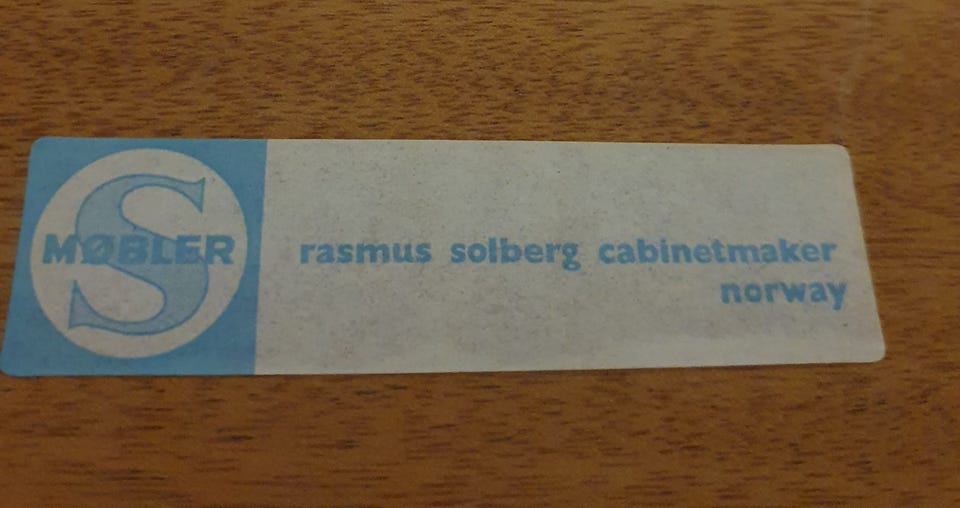 S
MØBLER
rasmus solberg cabinetmaker
norway